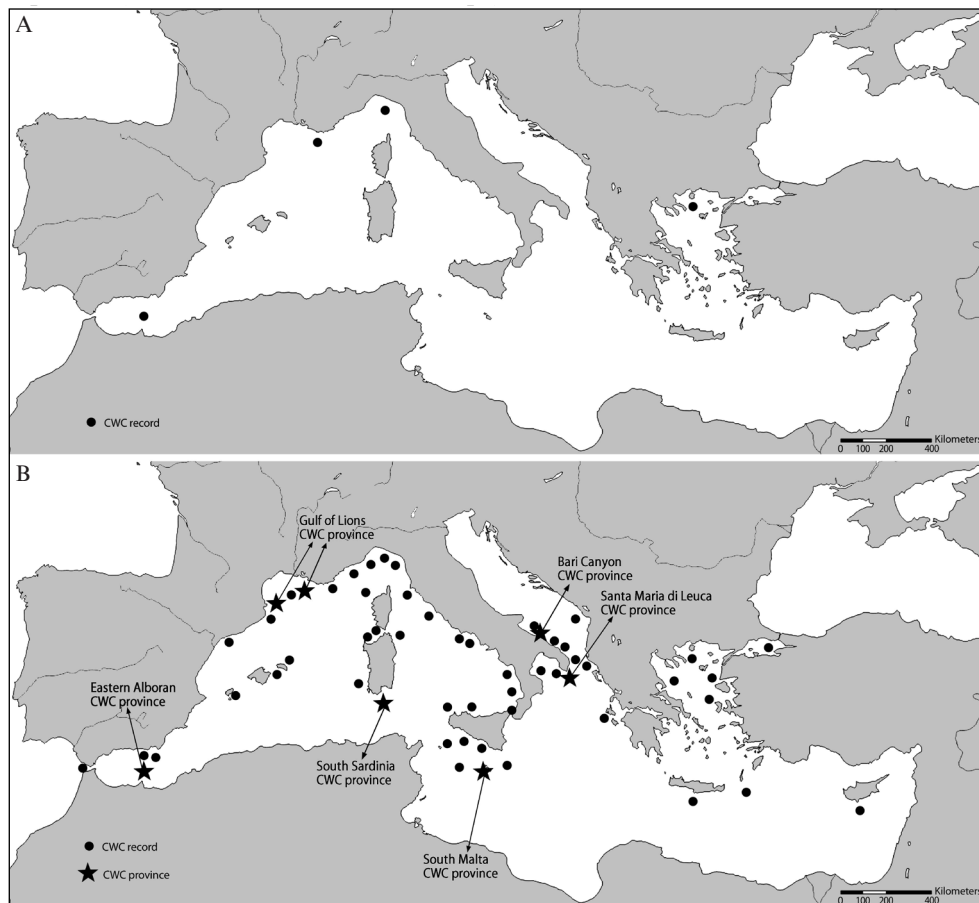 A
CWC record
Kilometers
0 100 200 400
B
Gulf of Lions
CWC province
Bari Canyon
CWC province
Santa Maria di Leuca
CWC province
Eastern Alboran
CWC province
South Sardinia
CWC province
South Malta
CWC province
CWC record
CWC province
Kilometers
0 100 200 400